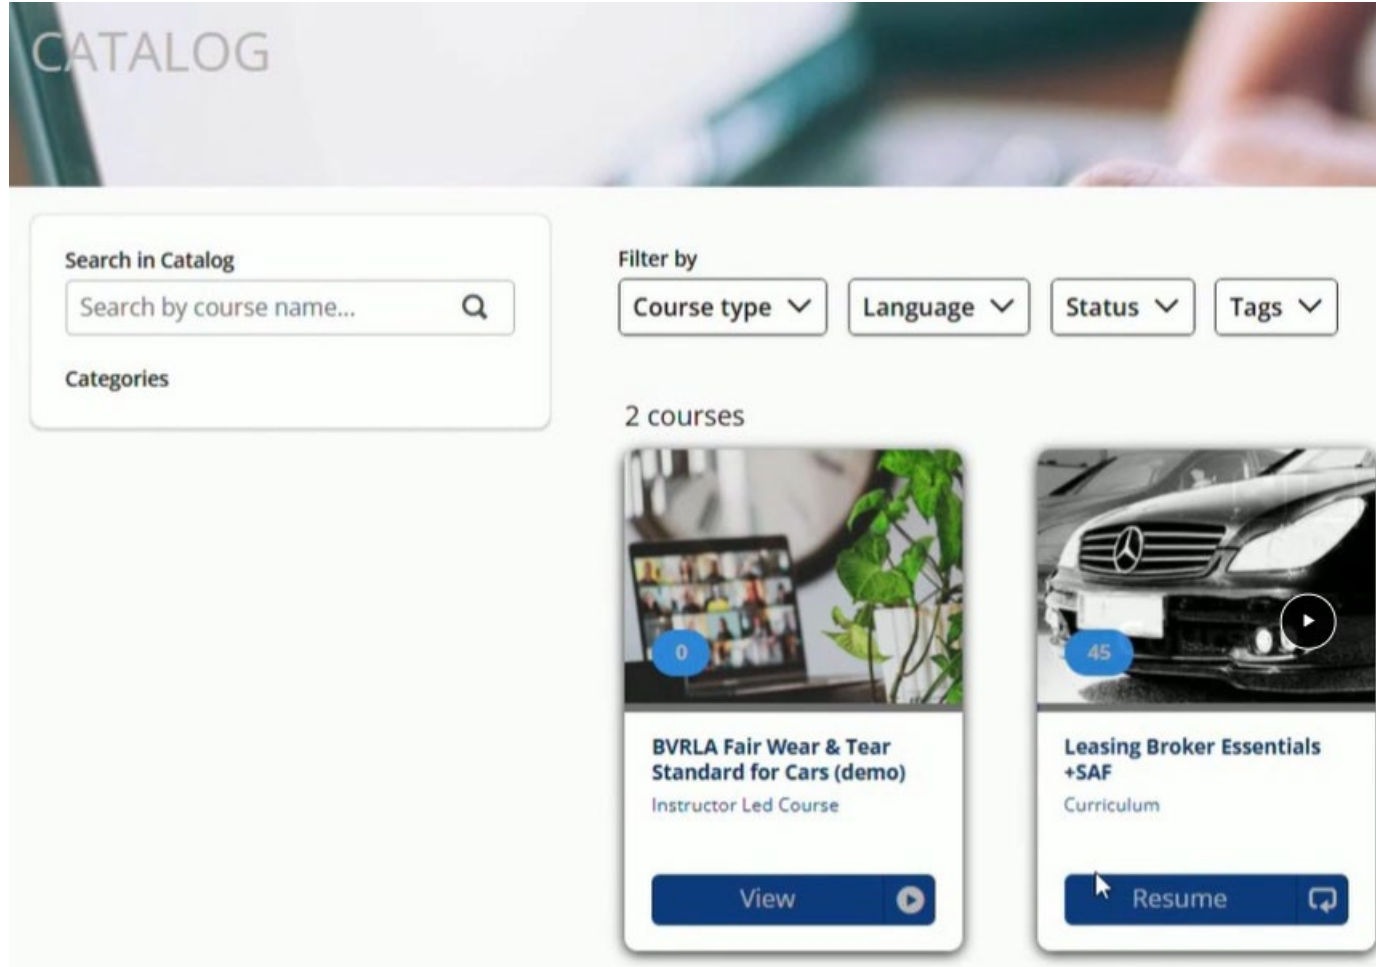 CATALOG
Search in Catalog
Search by course name...
Categories
Filter by
Course type
Language
Status
Tags
2 courses
0
BVRLA Fair Wear & Tear
Standard for Cars (demo)
Instructor Led Course
View
45
Leasing Broker Essentials
+SAF
Curriculum
Resume